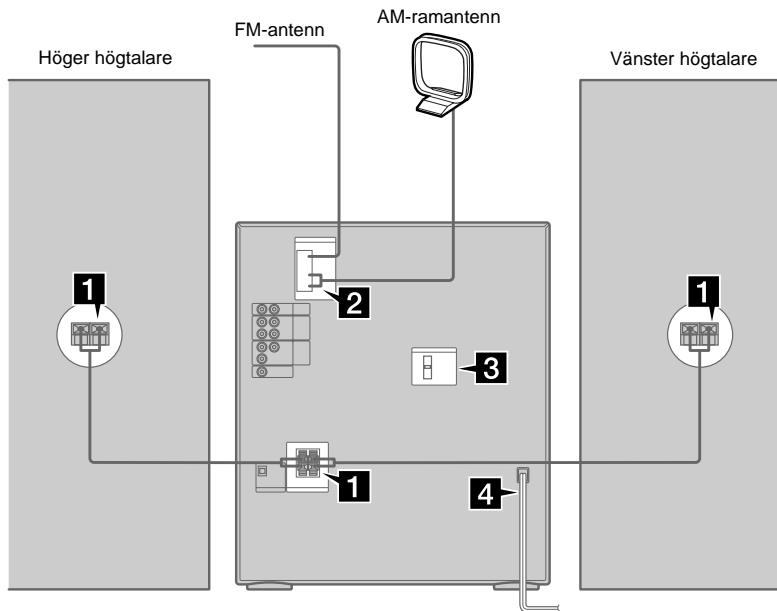 AM-ramantenn
FM-antenn
Höger högtalare
Vänster högtalare
1
1
2
3
1
4